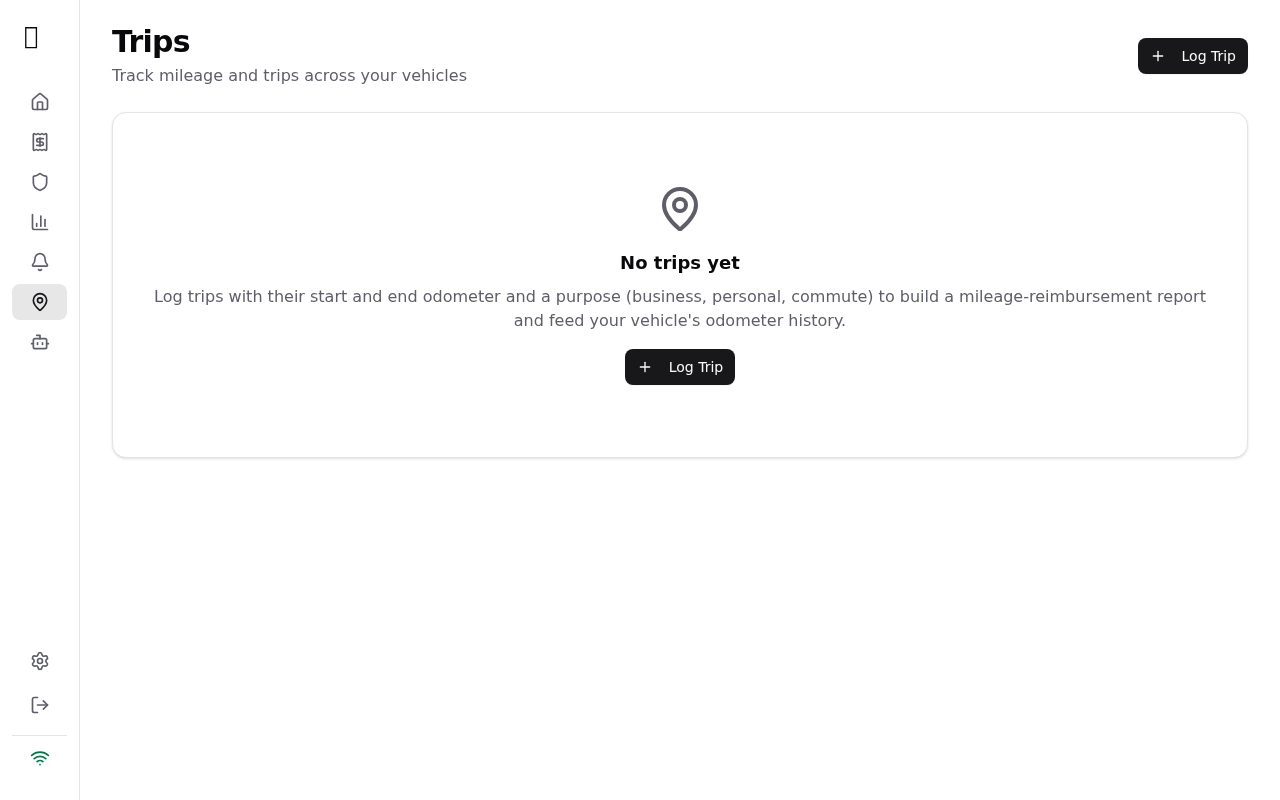 Trips
Track mileage and trips across your vehicles
Log Trip
No trips yet
Log trips with their start and end odometer and a purpose (business, personal, commute) to build a mileage-reimbursement report
and feed your vehicle's odometer history.
Log Trip